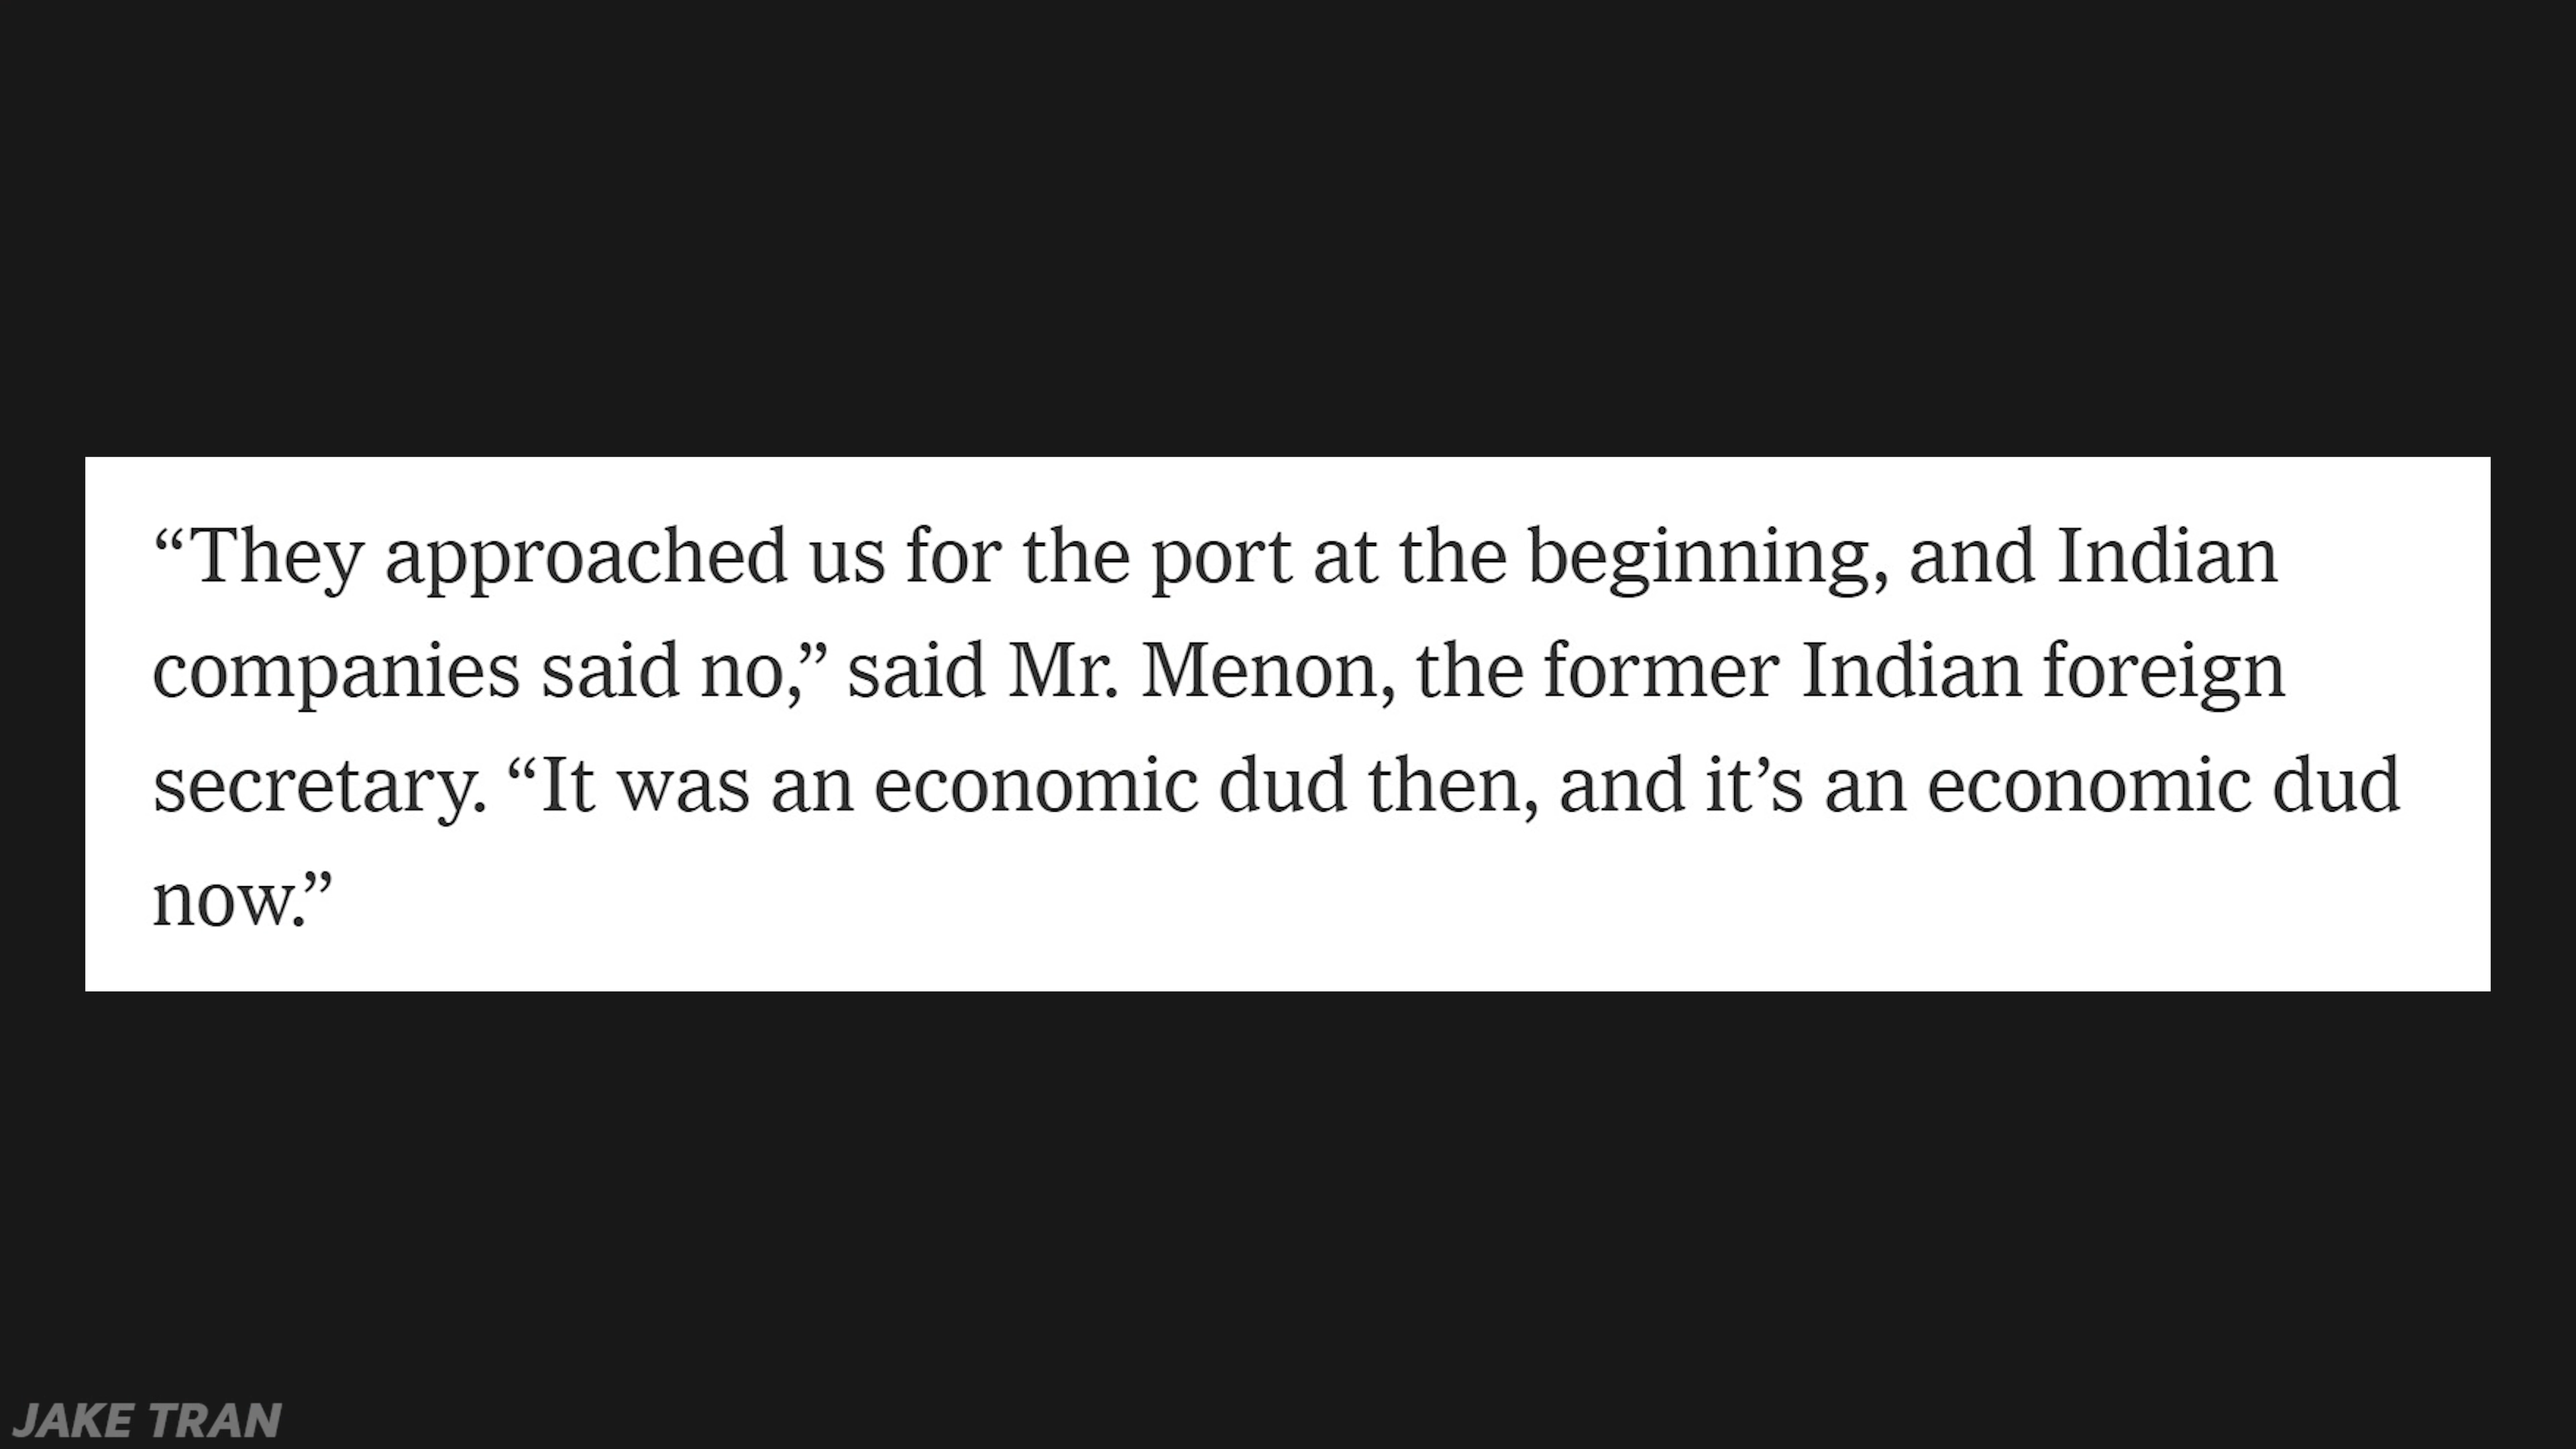 “They approached us for the port at the beginning, and Indian
companies said no,” said Mr. Menon, the former Indian foreign
secretary. “It was an economic dud then, and it’s an economic dud
now.”
JAKE TRAN